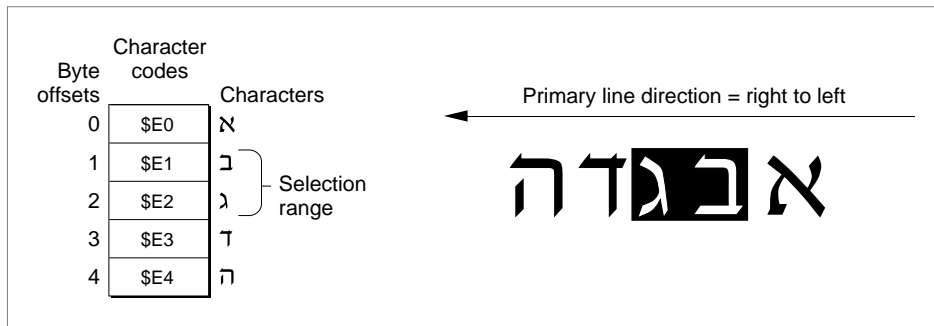 Character
codes
Byte
offsets
Characters
0 $E0 א
1 $E1 ב
2 $E2 ג
3 $E3 ד
4 $E4 ה
Selection
range
Primary line direction = right to left
אבגדה